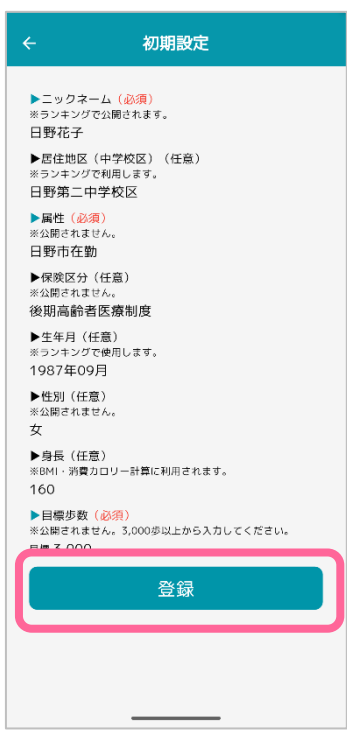 初期設定
▶ニックネーム（必須）
※ランキングで公開されます。
日野花子
▶居住地区（中学校区）（任意）
※ランキングで利用します。
日野第二中学校区
▶属性（必須）
※公開されません。
日野市在勤
▶保険区分（任意）
※公開されません。
後期高齢者医療制度
▶生年月（任意）
※ランキングで使用します。
1987年09月
▶性別（任意）
※公開されません。
女
▶身長（任意）
※BMI・消費カロリー計算に利用されます。
160
▶目標歩数（必須）
※公開されません。3,000歩以上から入力してください。
目標 3,000
登録